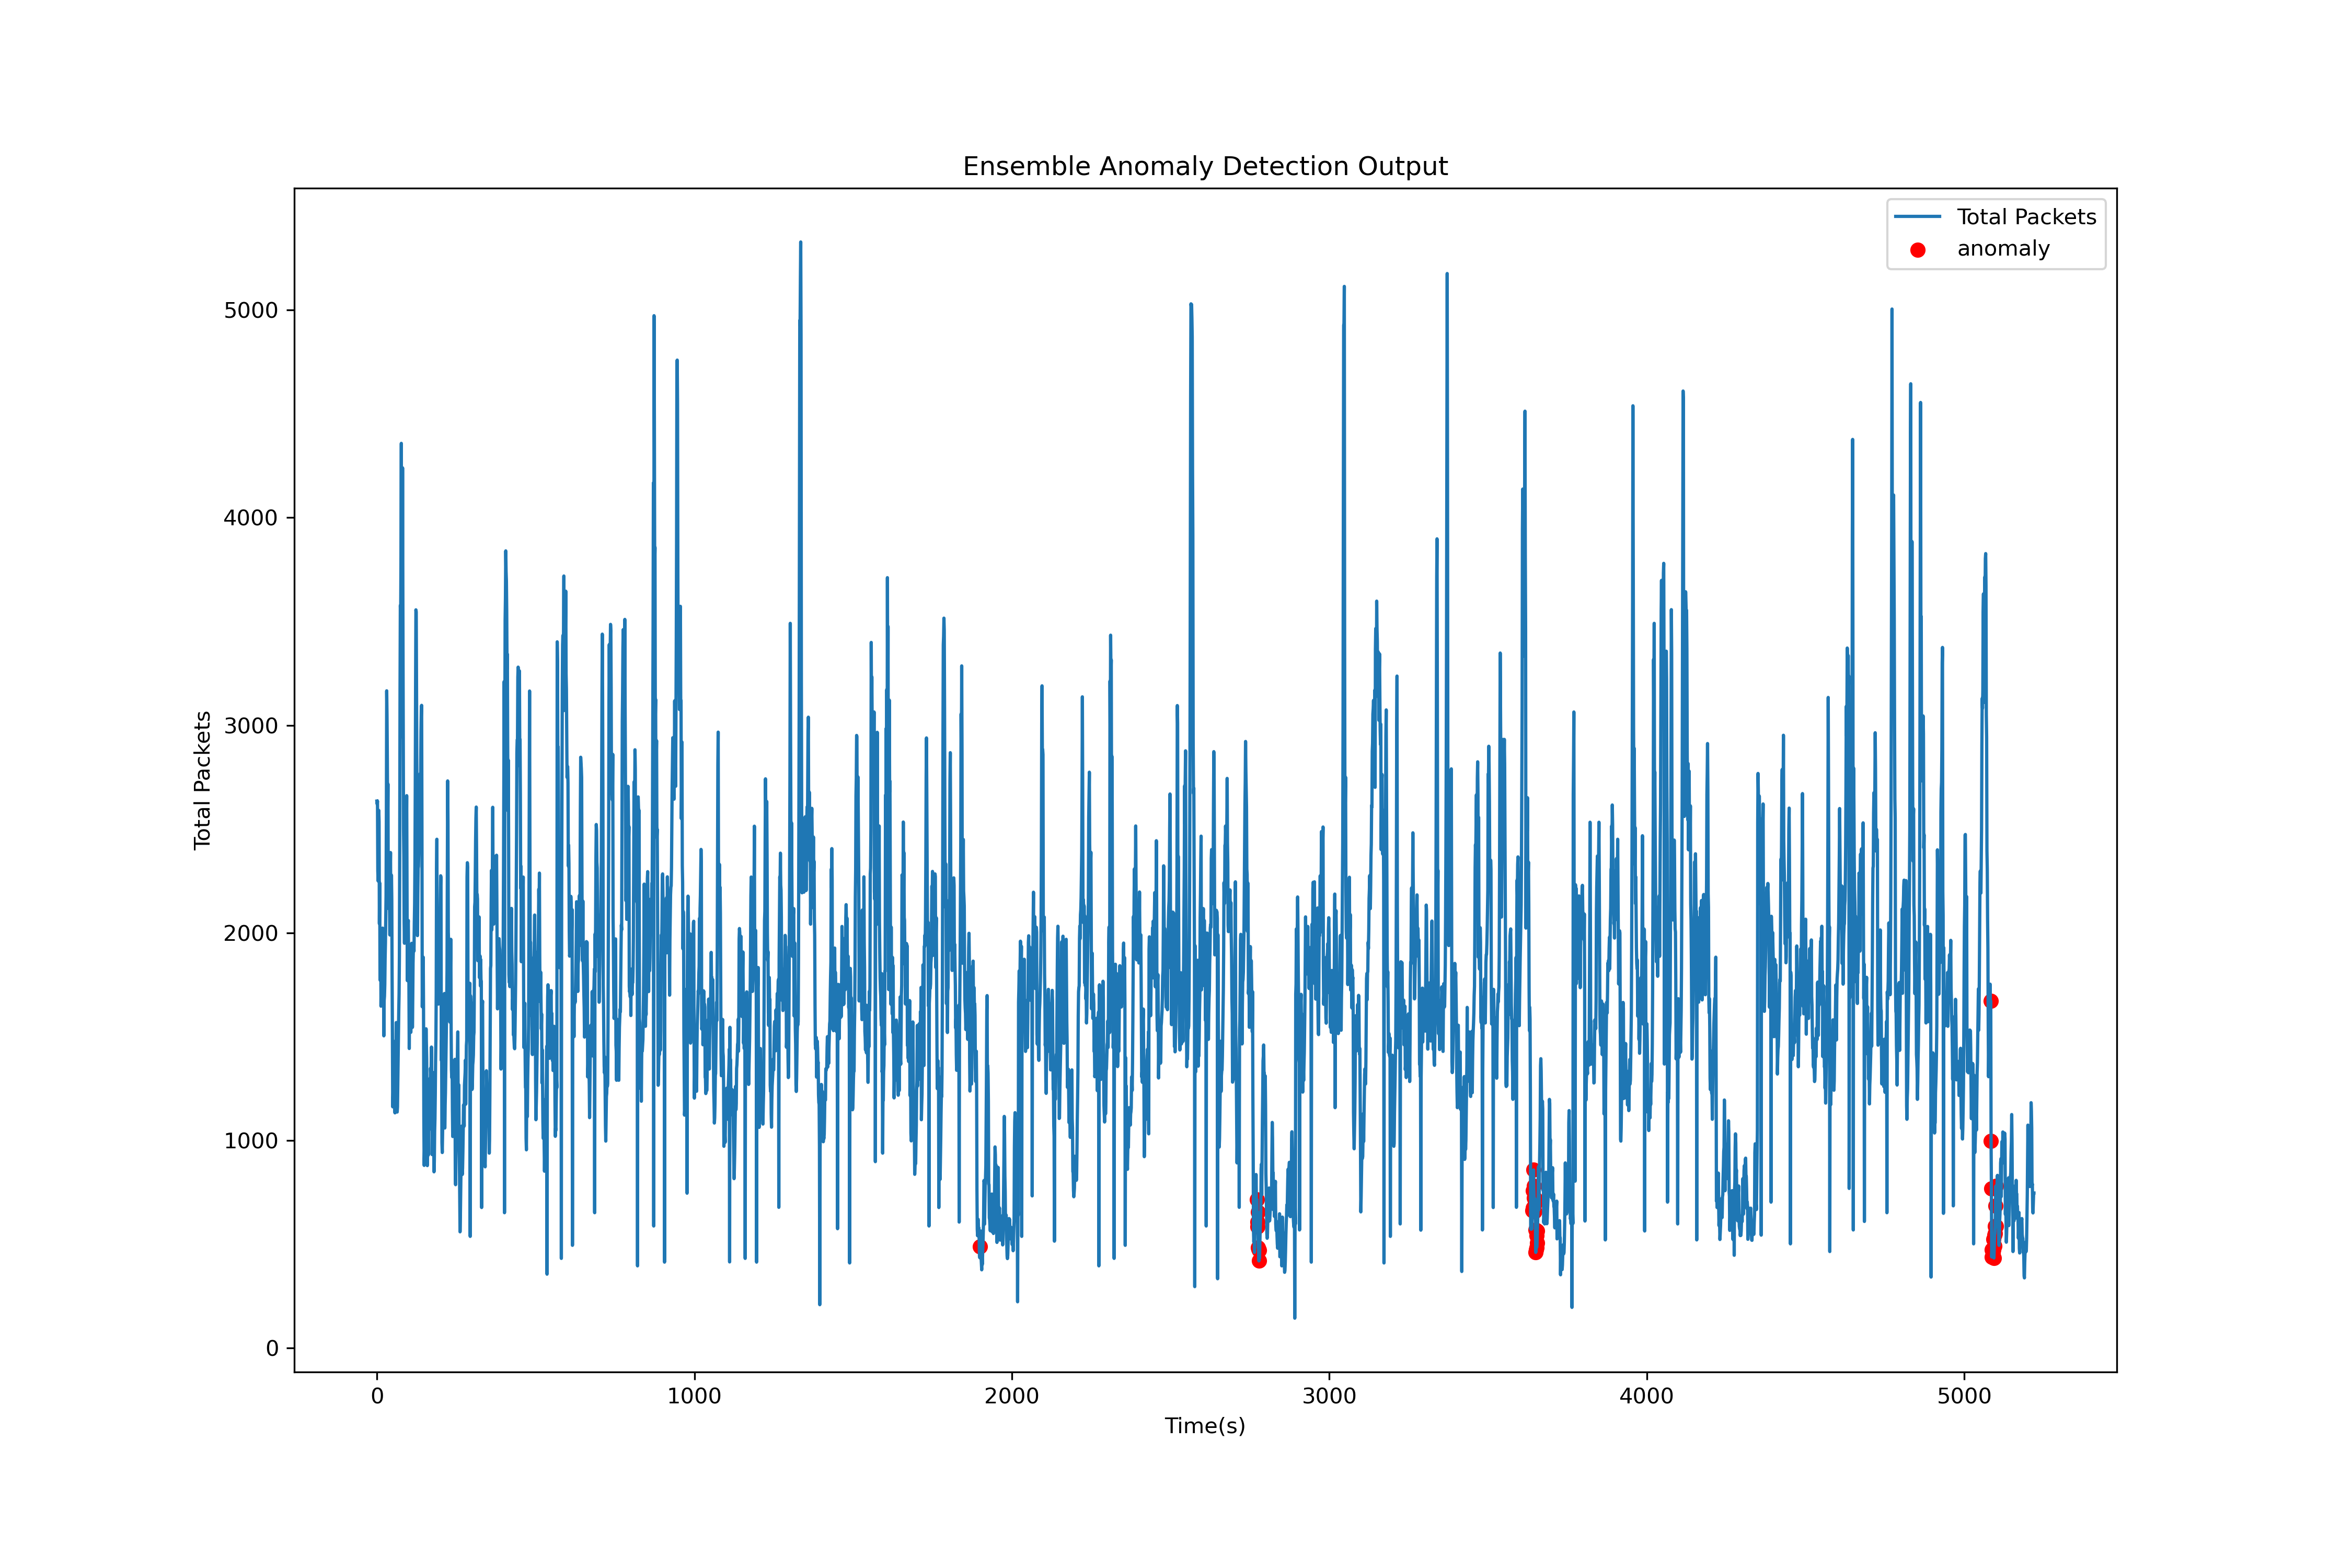 Ensemble Anomaly Detection Output
Total Packets
anomaly
5000
4000
3000
2000
1000
0
Total Packets
0 1000 2000 3000 4000 5000
Time(s)